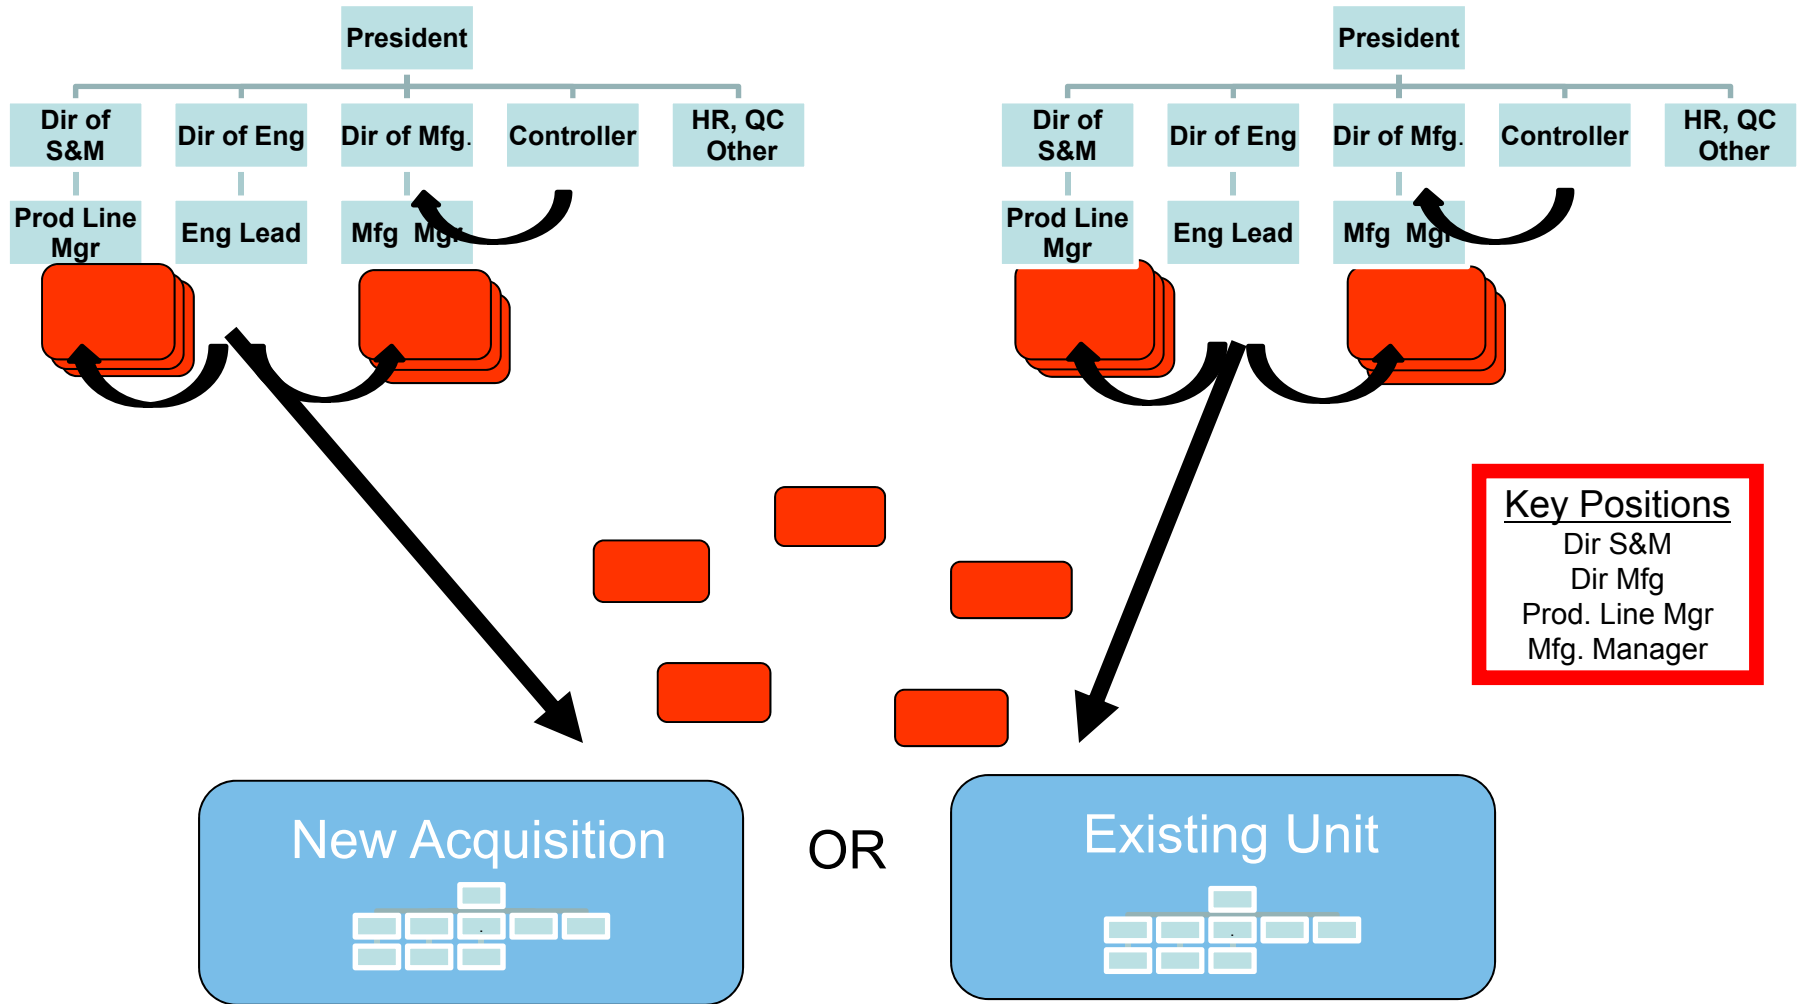 President
Dir of
S&M
Dir of Eng
Dir of Mfg.
Controller
HR, QC
Other
Prod Line
Mgr
Eng Lead
Mfg Mgr
President
Dir of
S&M
Dir of Eng
Dir of Mfg.
Controller
HR, QC
Other
Prod Line
Mgr
Eng Lead
Mfg Mgr
Key Positions
Dir S&M
Dir Mfg
Prod. Line Mgr
Mfg. Manager
New Acquisition
.
OR
Existing Unit
.